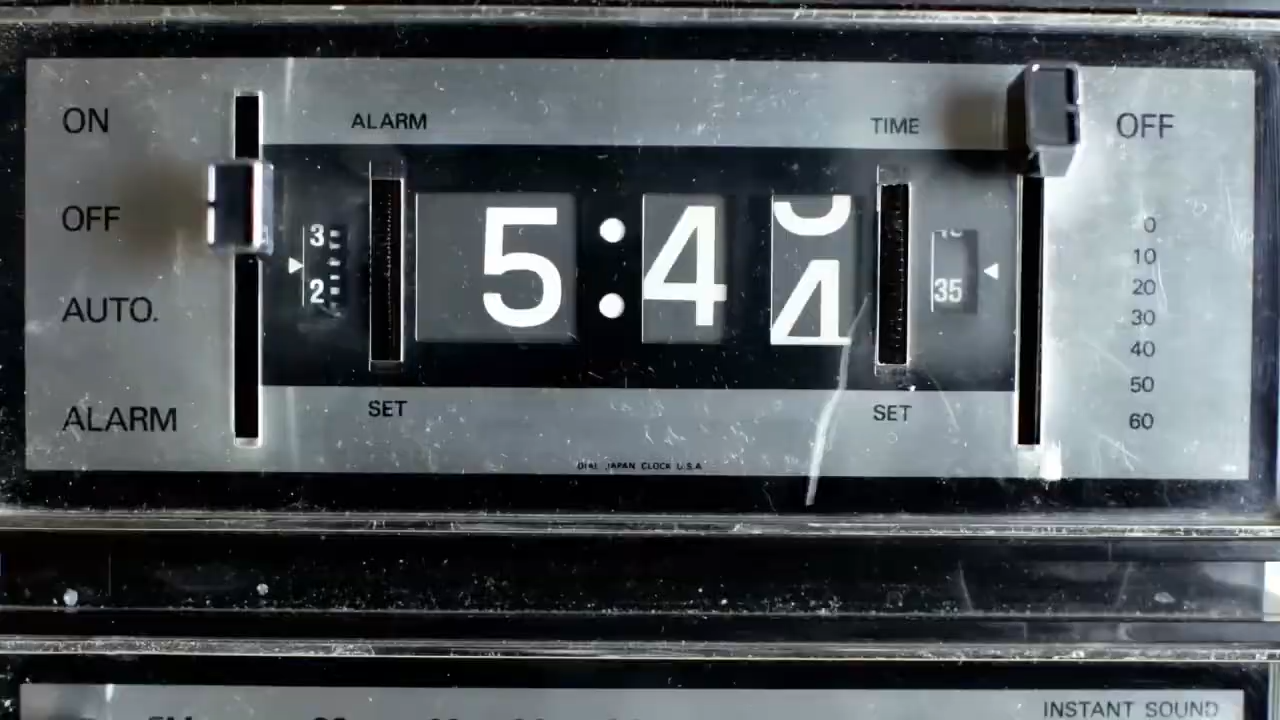 ON
OFF
AUTO.
ALARM
ALARM
TIME
3
2
5:4 4
35
SET
SET
DIAL JAPAN CLOCK U.S.A
OFF
0
10
20
30
40
50
60
INSTANT SOUND